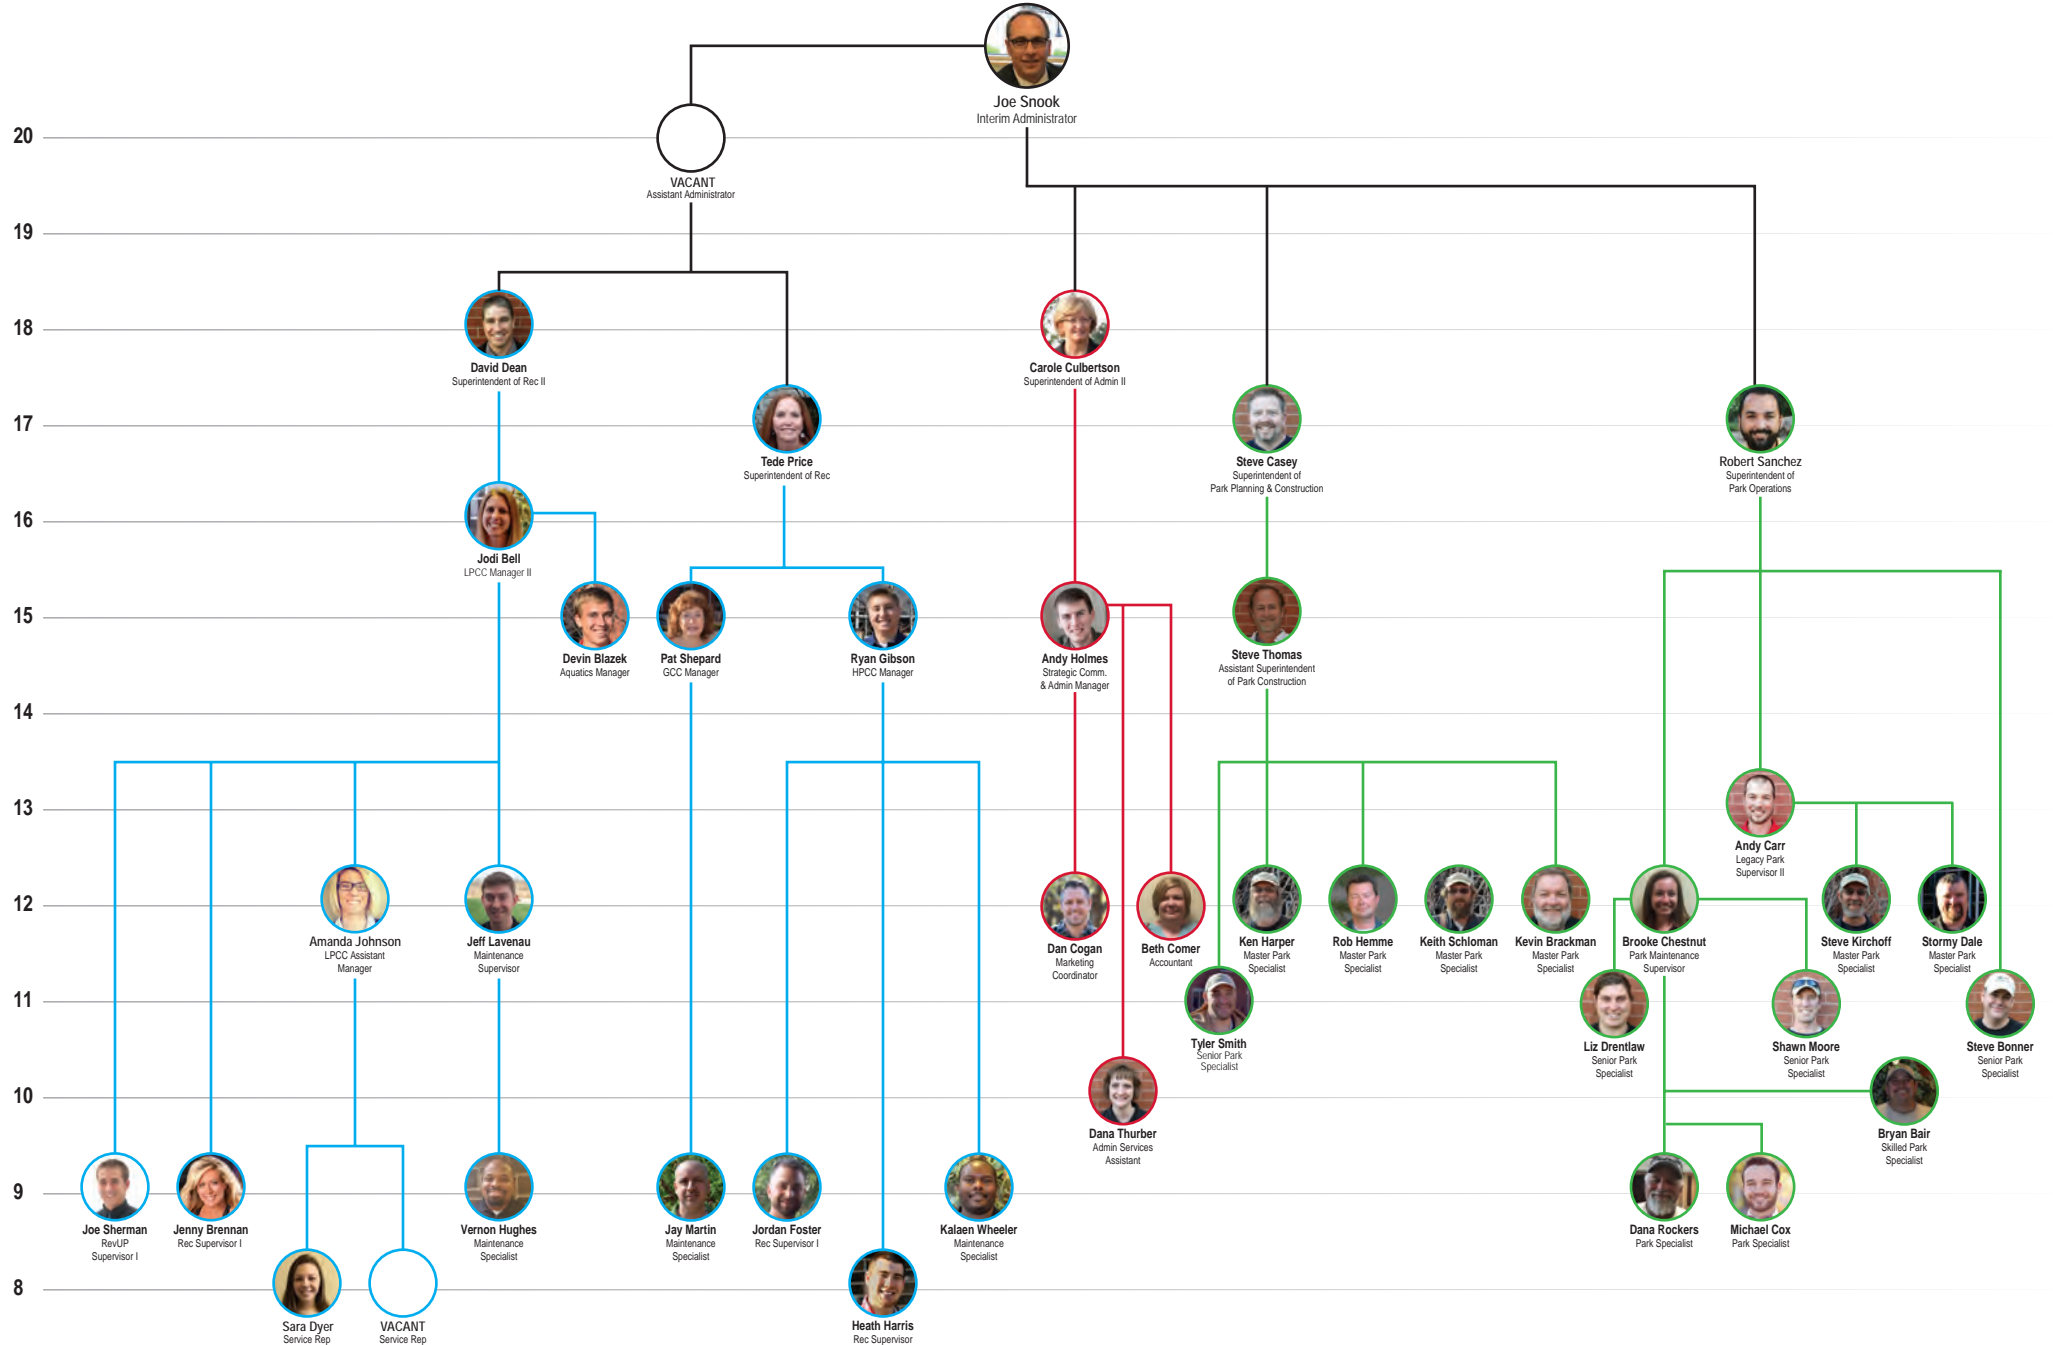 Joe Snook
Interim Administrator
20
VACANT
Assistant Administrator
19
18
David Dean
Superintendent of Rec II
Carole Culbertson
Superintendent of Admin II
17
Tede Price
Superintendent of Rec
Steve Casey
Superintendent of
Park Planning & Construction
Robert Sanchez
Superintendent of
Park Operations
16
Jodi Bell
LPCC Manager II
15
Devin Blazek
Aquatics Manager
Pat Shepard
GCC Manager
Ryan Gibson
HPCC Manager
Andy Holmes
Strategic Comm.
& Admin Manager
Steve Thomas
Assistant Superintendent
of Park Construction
14
13
Andy Carr
Legacy Park
Supervisor II
12
Amanda Johnson
LPCC Assistant
Manager
Jeff Lavenau
Maintenance
Supervisor
Dan Cogan
Marketing
Coordinator
Beth Comer
Accountant
Ken Harper
Master Park
Specialist
Rob Hemme
Master Park
Specialist
Keith Schloman
Master Park
Specialist
Kevin Brackman
Master Park
Specialist
Brooke Chestnut
Park Maintenance
Supervisor
Steve Kirchoff
Master Park
Specialist
Stormy Dale
Master Park
Specialist
11
Tyler Smith
Senior Park
Specialist
Liz Drentlaw
Senior Park
Specialist
Shawn Moore
Senior Park
Specialist
Steve Bonner
Senior Park
Specialist
10
Dana Thurber
Admin Services
Assistant
Bryan Bair
Skilled Park
Specialist
9
Joe Sherman
RevUP
Supervisor I
Jenny Brennan
Rec Supervisor I
Vernon Hughes
Maintenance
Specialist
Jay Martin
Maintenance
Specialist
Jordan Foster
Rec Supervisor I
Kalaen Wheeler
Maintenance
Specialist
Dana Rockers
Park Specialist
Michael Cox
Park Specialist
8
Sara Dyer
Service Rep
VACANT
Service Rep
Heath Harris
Rec Supervisor